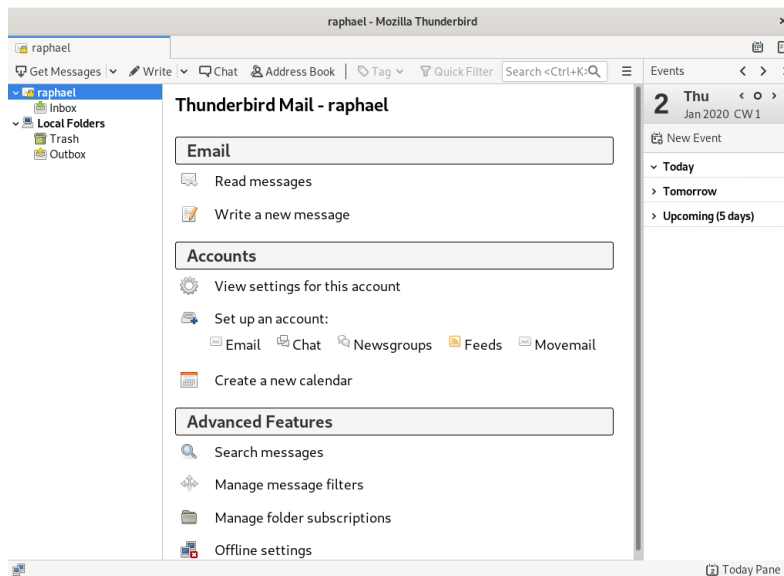 raphael - Mozilla Thunderbird
raphael
Get Messages Write Chat Address Book Tag Quick Filter Search <Ctrl+K> Events
raphael
Inbox
Local Folders
Trash
Outbox
Thunderbird Mail - raphael
Email
Read messages
Write a new message
Accounts
View settings for this account
Set up an account:
Email Chat Newsgroups Feeds Movemail
Create a new calendar
Advanced Features
Search messages
Manage message filters
Manage folder subscriptions
Offline settings
2 Thu
Jan 2020 CW 1
New Event
Today
Tomorrow
Upcoming (5 days)
Today Pane